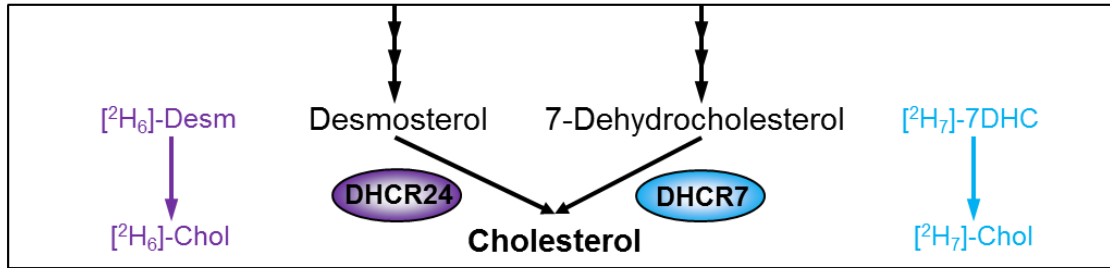 [²H₆]-Desm
Desmosterol
7-Dehydrocholesterol
[²H₇]-7DHC
DHCR24
DHCR7
[²H₆]-Chol
Cholesterol
[²H₇]-Chol